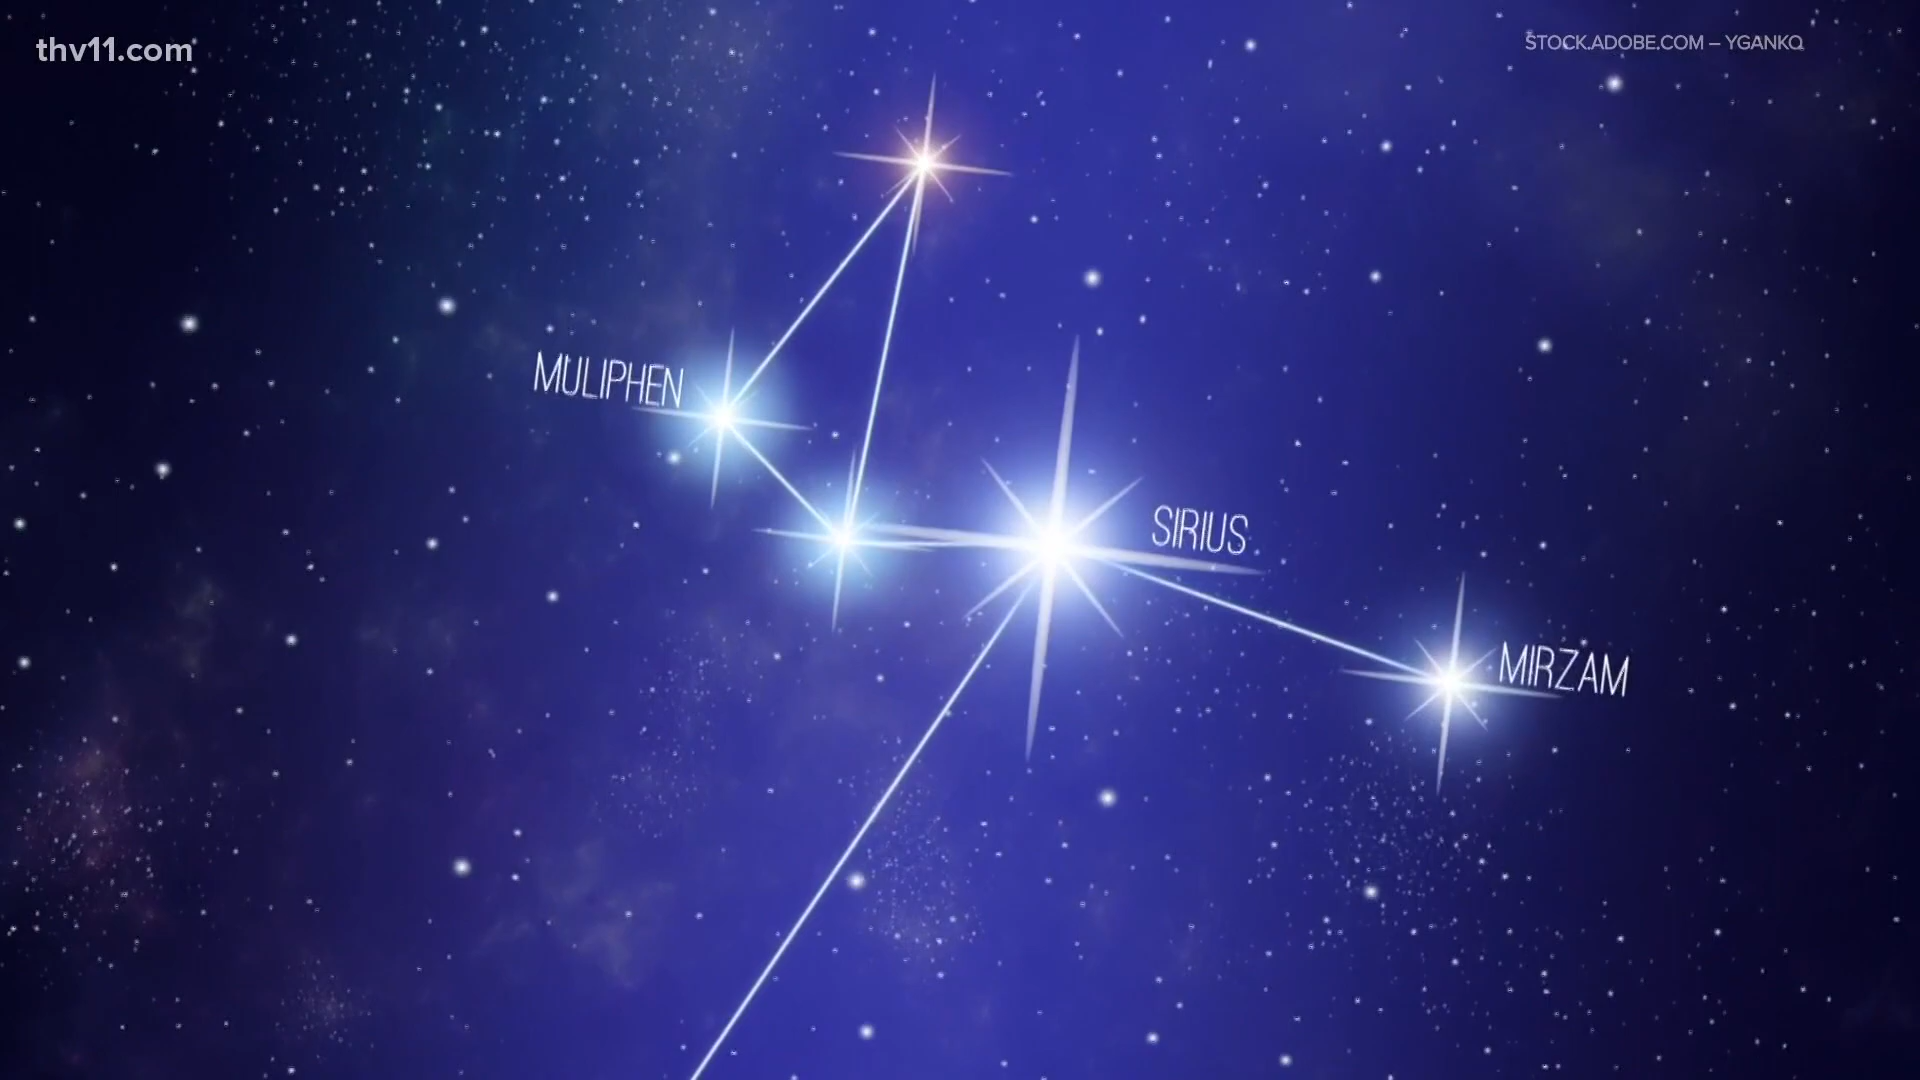 thv11.com
STOCK.ADOBE.COM – YGANKO
MULIPHEN
SIRIUS
MIRZAM